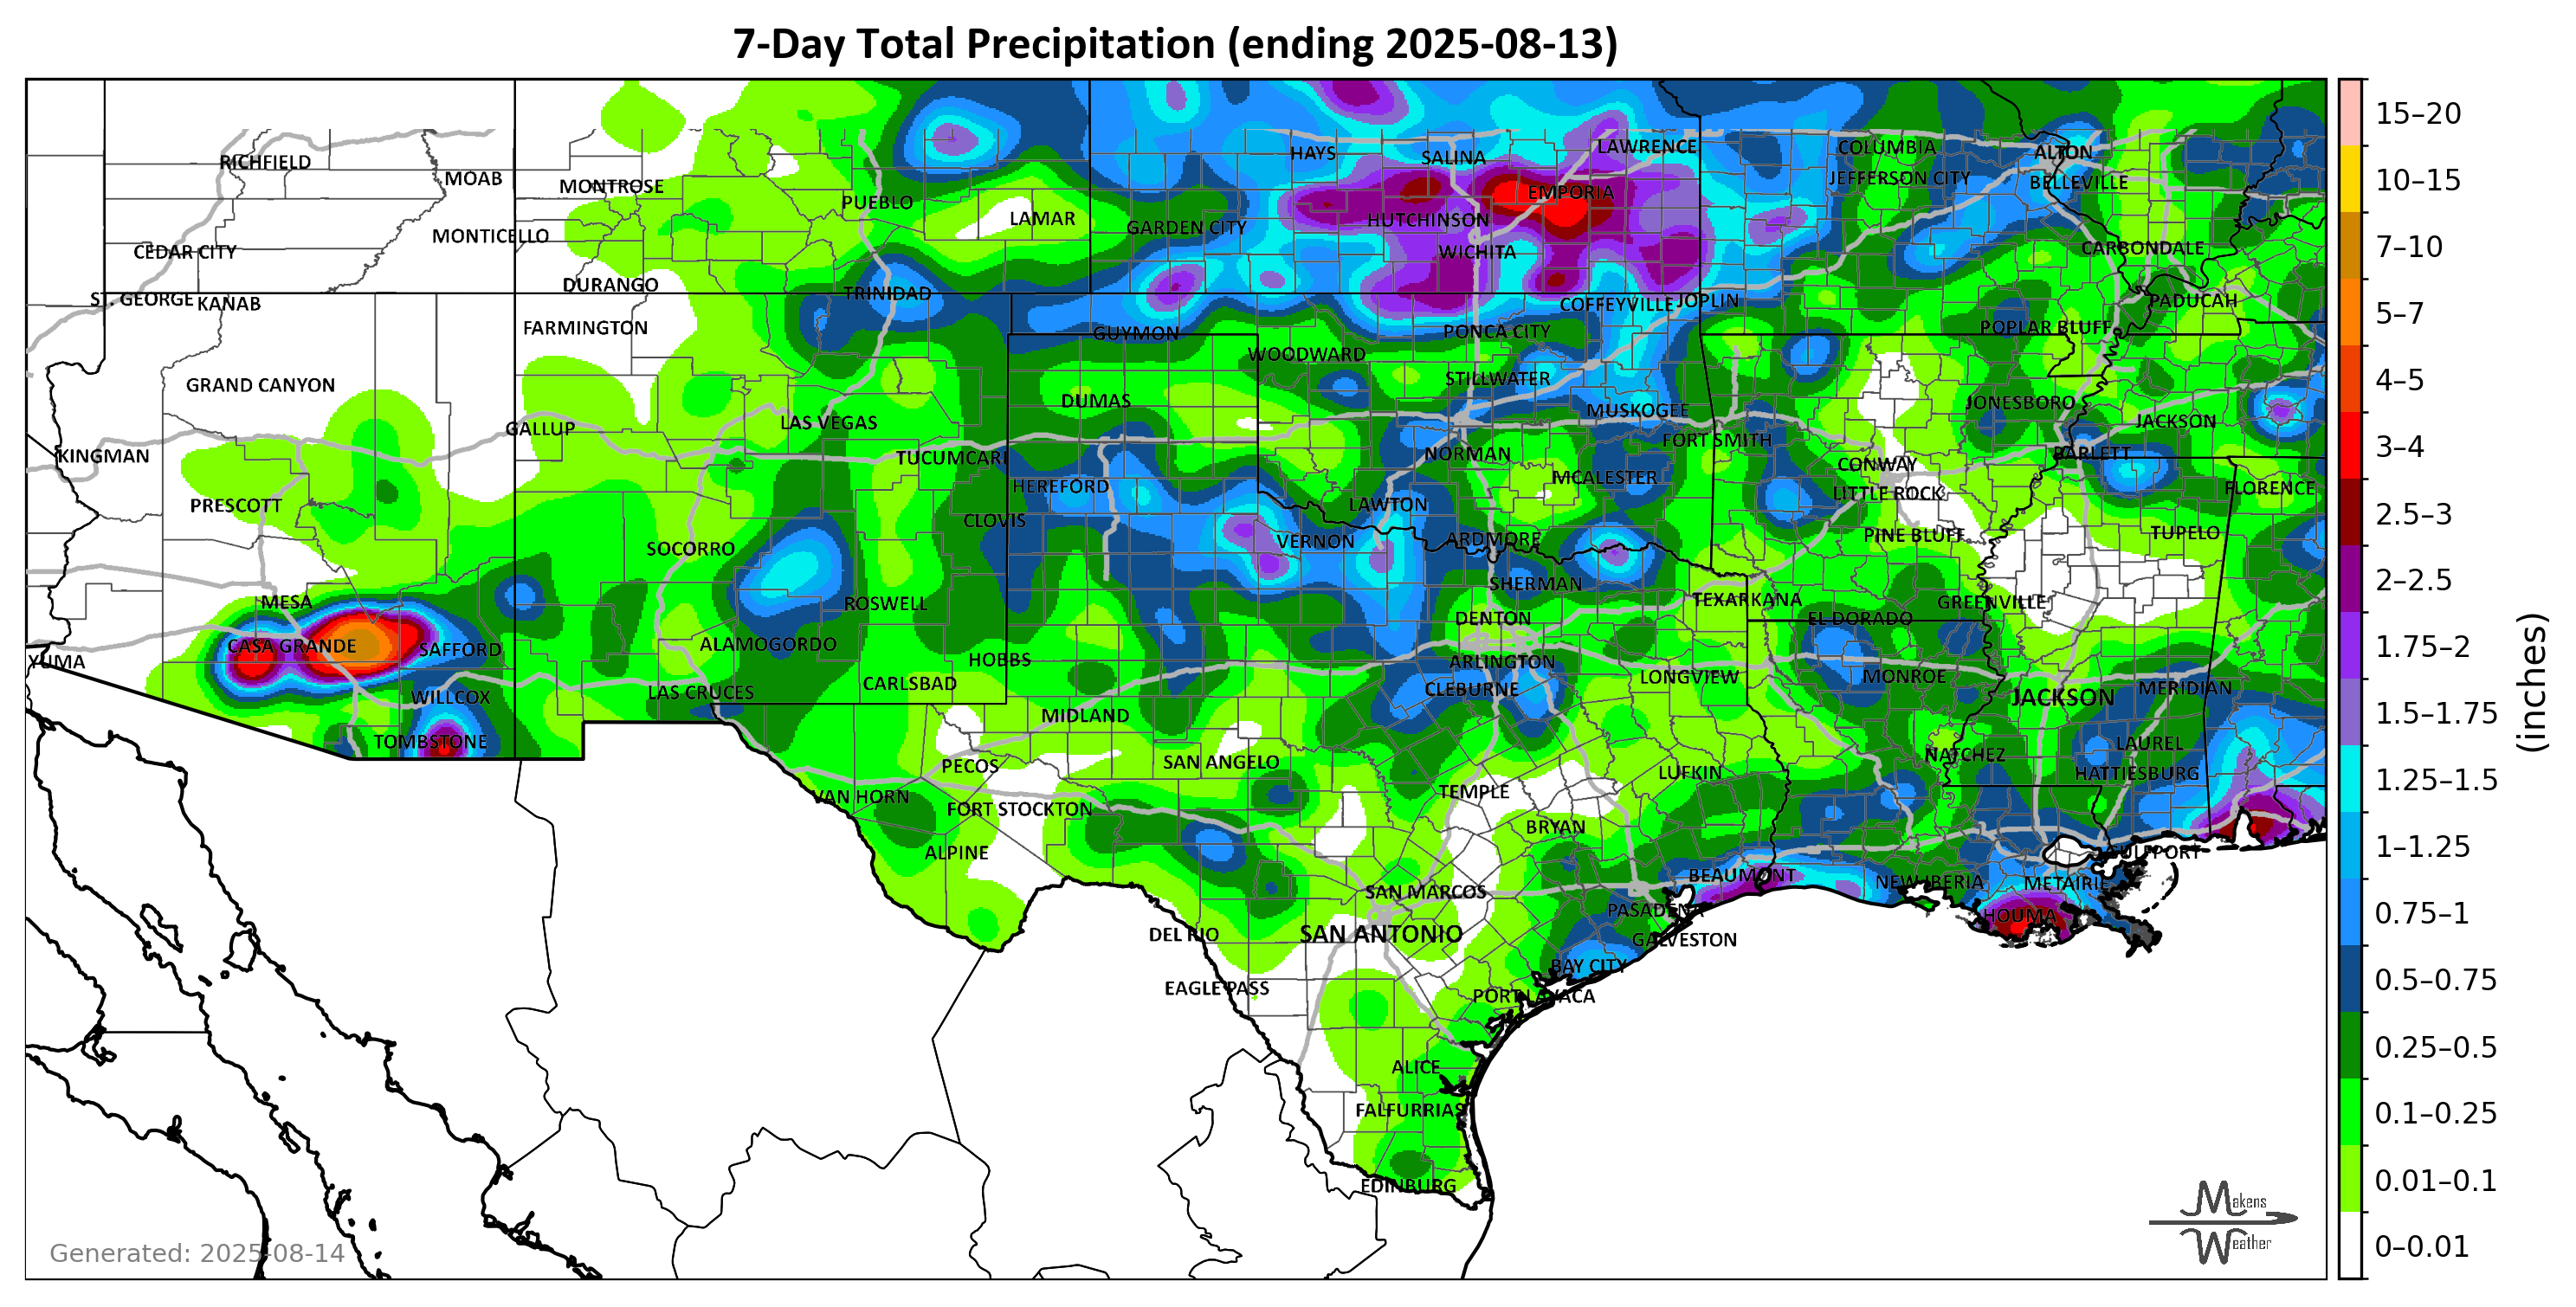 7-Day Total Precipitation (ending 2025-08-13)
HAYS
SALINA
LAWRENCE
COLUMBIA
ALTON
RICHFIELD
MOAB
MONTROSE
JEFFERSON CITY
BELLEVILLE
PUEBLO
LAMAR
EMPORIA
GARDEN CITY
HUTCHINSON
MONTICELLO
CEDAR CITY
WICHITA
CARBONDALE
DURANGO
TRINIDAD
ST. GEORGE
KANAB
COFFEYVILLE
JOPLIN
PADUCAH
FARMINGTON
GUYMON
PONCA CITY
POPLAR BLUFF
WOODWARD
GRAND CANYON
STILLWATER
DUMAS
MUSKOGEE
JONESBORO
GALLUP
LAS VEGAS
JACKSON
FORT SMITH
KINGMAN
TUCUMCARI
NORMAN
BARLETT
CONWAY
HEREFORD
MCALESTER
LITTLE ROCK
FLORENCE
PRESCOTT
LAWTON
CLOVIS
SOCORRO
VERNON
ARDMORE
PINE BLUFF
TUPELO
SHERMAN
MESA
ROSWELL
TEXARKANA
GREENVILLE
DENTON
EL DORADO
CASA GRANDE
SAFFORD
ALAMOGORDO
YUMA
HOBBS
ARLINGTON
WILLCOX
LAS CRUCES
CARLSBAD
CLEBURNE
LONGVIEW
MONROE
JACKSON
MERIDIAN
MIDLAND
TOMBSTONE
PECOS
SAN ANGELO
LUFKIN
NATCHEZ
LAUREL
HATTIESBURG
VAN HORN
FORT STOCKTON
TEMPLE
BRYAN
ALPINE
GULFPORT
SAN MARCOS
BEAUMONT
NEW IBERIA
METAIRIE
PASADENA
HOUMA
DEL RIO
SAN ANTONIO
GALVESTON
BAY CITY
EAGLE PASS
PORT LAVACA
ALICE
FALFURRIAS
EDINBURG
Generated: 2025-08-14
Makens
Weather
15–20
10–15
7–10
5–7
4–5
3–4
2.5–3
2–2.5
1.75–2
1.5–1.75
1.25–1.5
1–1.25
0.75–1
0.5–0.75
0.25–0.5
0.1–0.25
0.01–0.1
0–0.01
(inches)